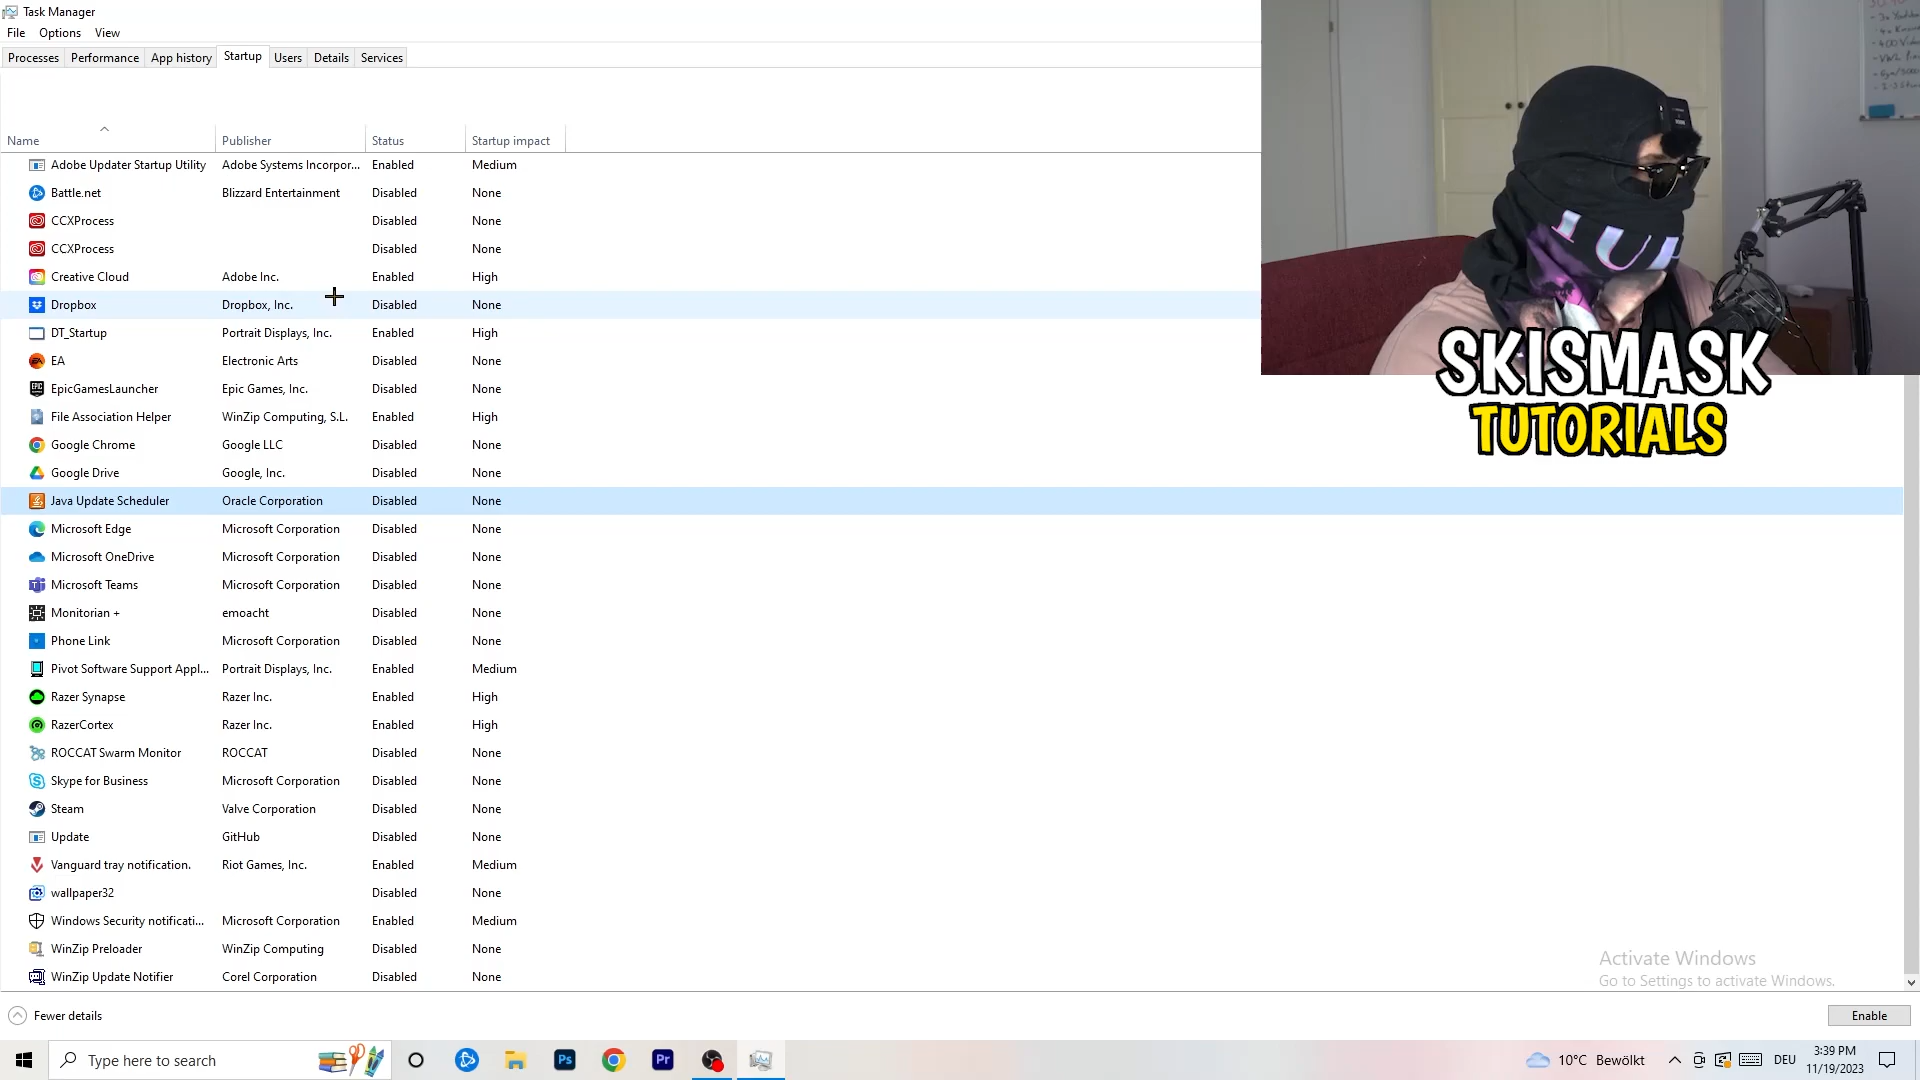 Task Manager
File Options View
Processes Performance App history Startup Users Details Services
Name Publisher Status Startup impact
Adobe Updater Startup Utility Adobe Systems Incorpor... Enabled Medium
Battle.net Blizzard Entertainment Disabled None
CCXProcess Disabled None
CCXProcess Disabled None
Creative Cloud Adobe Inc. Enabled High
Dropbox Dropbox, Inc. Disabled None
DT_Startup Portrait Displays, Inc. Enabled High
EA Electronic Arts Disabled None
EpicGamesLauncher Epic Games, Inc. Disabled None
File Association Helper WinZip Computing, S.L. Enabled High
Google Chrome Google LLC Disabled None
Google Drive Google, Inc. Disabled None
Java Update Scheduler Oracle Corporation Disabled None
Microsoft Edge Microsoft Corporation Disabled None
Microsoft OneDrive Microsoft Corporation Disabled None
Microsoft Teams Microsoft Corporation Disabled None
Monitorian + emoacht Disabled None
Phone Link Microsoft Corporation Disabled None
Pivot Software Support Appl... Portrait Displays, Inc. Enabled Medium
Razer Synapse Razer Inc. Enabled High
RazerCortex Razer Inc. Enabled High
ROCCAT Swarm Monitor ROCCAT Disabled None
Skype for Business Microsoft Corporation Disabled None
Steam Valve Corporation Disabled None
Update GitHub Disabled None
Vanguard tray notification. Riot Games, Inc. Enabled Medium
wallpaper32 Disabled None
Windows Security notificati... Microsoft Corporation Enabled Medium
WinZip Preloader WinZip Computing Disabled None
WinZip Update Notifier Corel Corporation Disabled None
SKISMASK
TUTORIALS
Activate Windows
Go to Settings to activate Windows.
Fewer details Enable
Type here to search
Ps
Pr
10°C Bewölkt
DEU
3:39 PM
11/19/2023